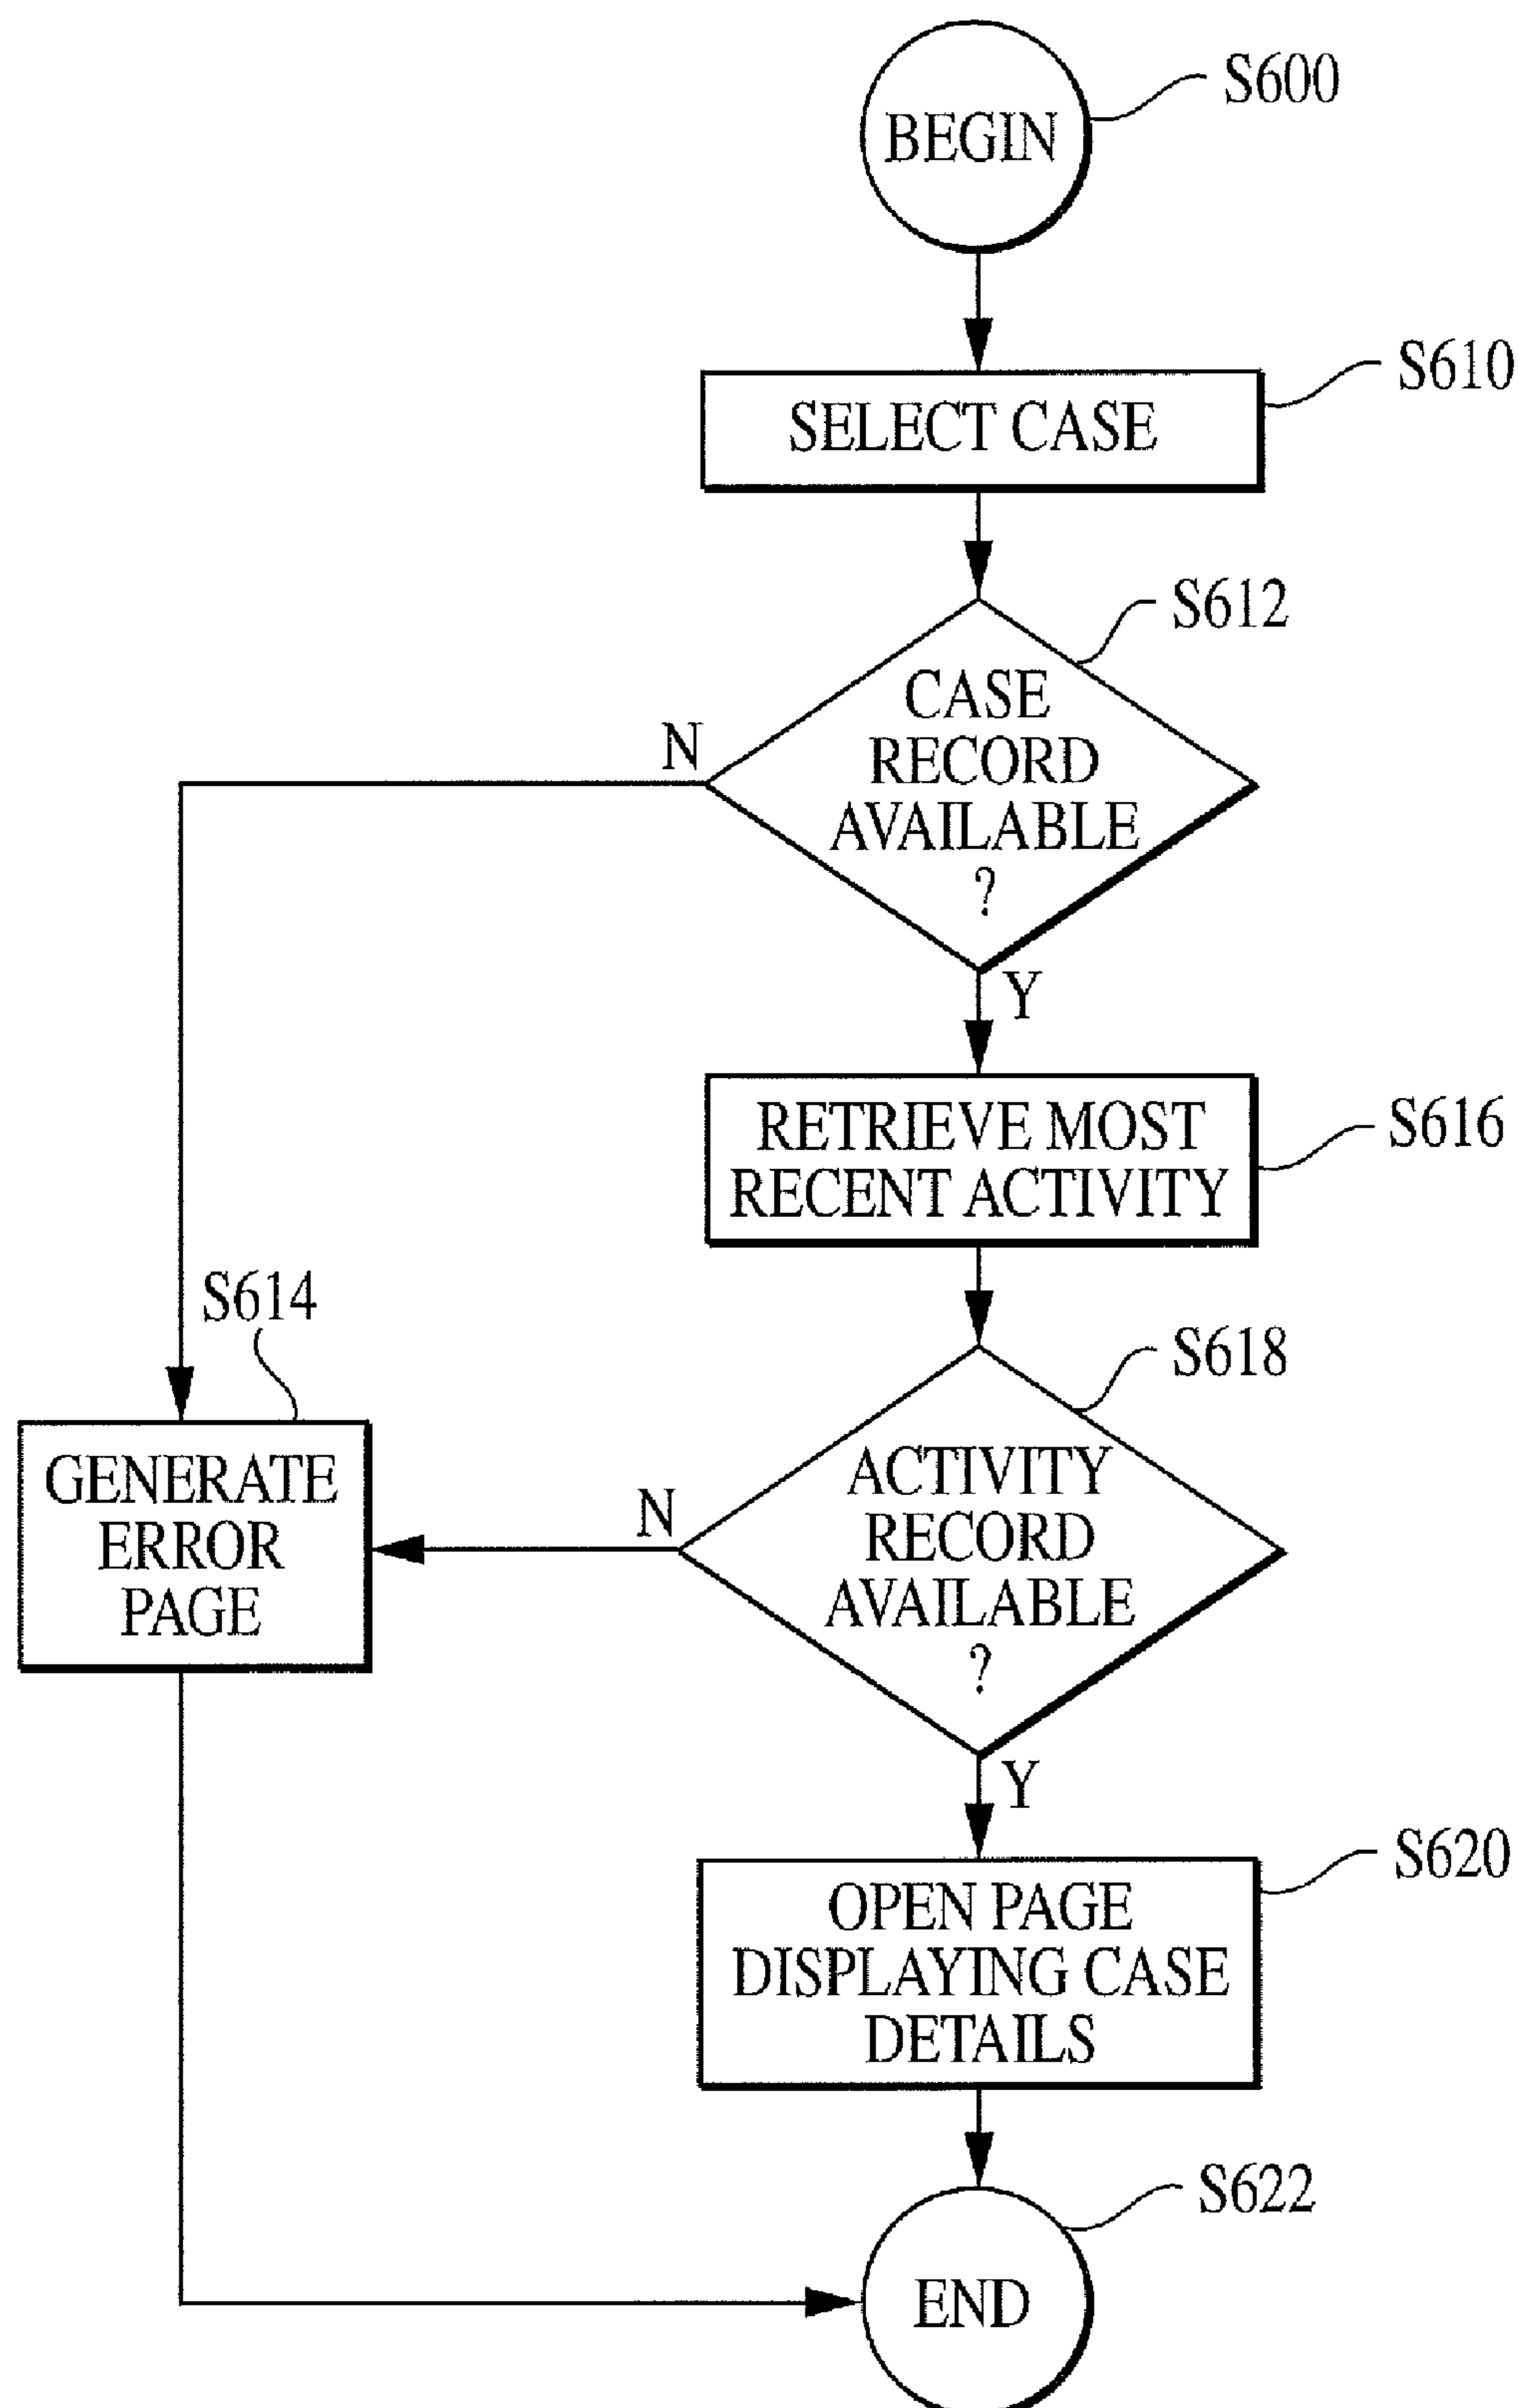 S600
BEGIN
S610
SELECT CASE
S612
CASE
RECORD
AVAILABLE
?
N
Y
RETRIEVE MOST
RECENT ACTIVITY
S616
S614
GENERATE
ERROR
PAGE
S618
ACTIVITY
RECORD
AVAILABLE
?
N
Y
S620
OPEN PAGE
DISPLAYING CASE
DETAILS
S622
END